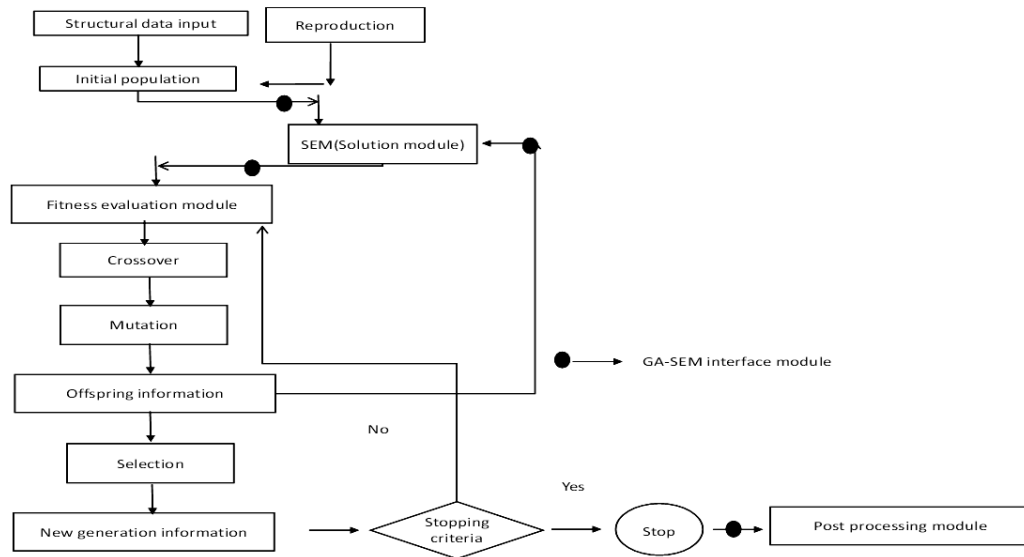 Structural data input
Reproduction
Initial population
SEM(Solution module)
Fitness evaluation module
Crossover
Mutation
GA-SEM interface module
Offspring information
No
Selection
Yes
New generation information
Stopping
criteria
Stop
Post processing module